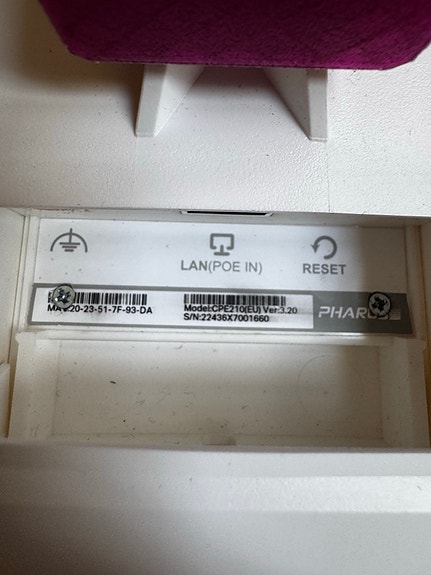 LAN(POE IN)
RESET
20-23-51-7F-93-DA
Model:CPE210(EU) Ver:3.20
S/N:22436X7001660